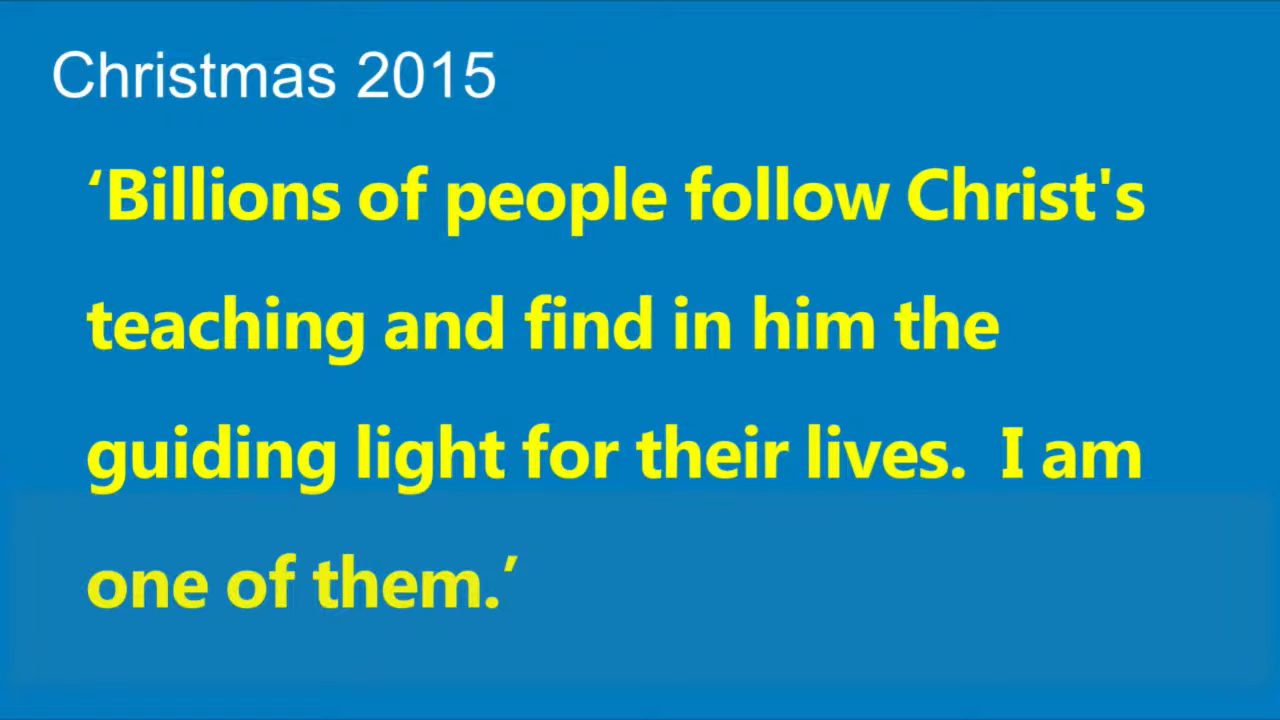 Christmas 2015
‘Billions of people follow Christ's
teaching and find in him the
guiding light for their lives.  I am
one of them.’